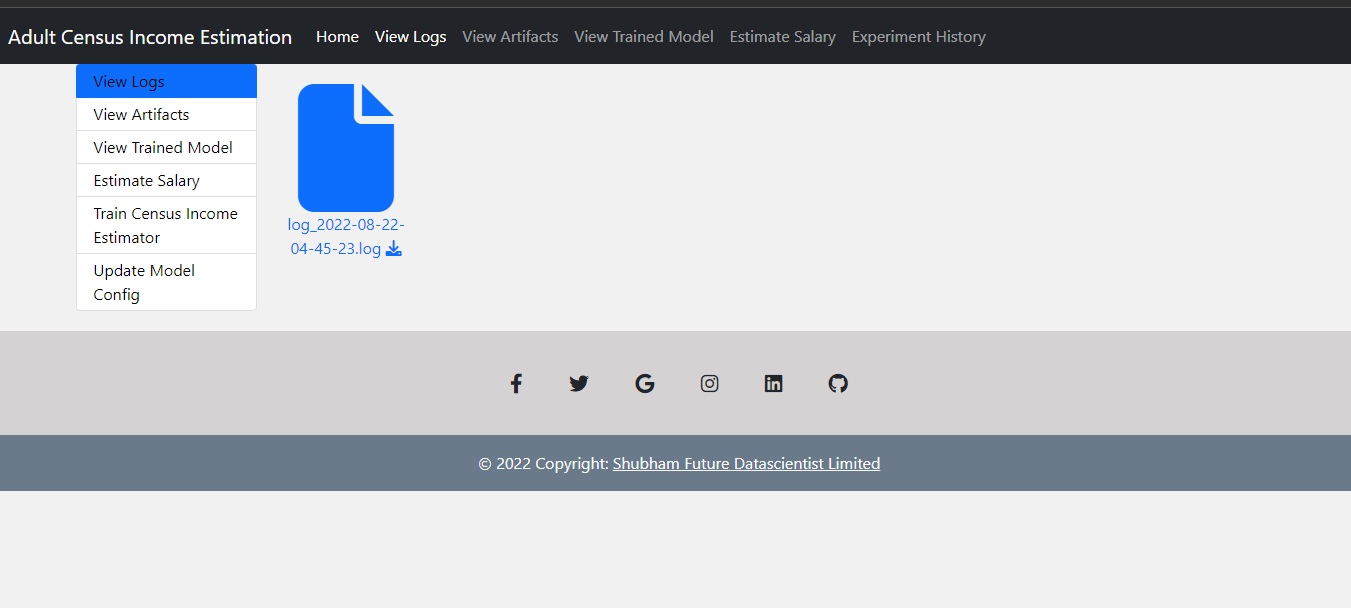 Adult Census Income Estimation Home View Logs View Artifacts View Trained Model Estimate Salary Experiment History
View Logs
View Artifacts
View Trained Model
Estimate Salary
Train Census Income
Estimator
Update Model
Config
log_2022-08-22-
04-45-23.log
© 2022 Copyright: Shubham Future Datascientist Limited